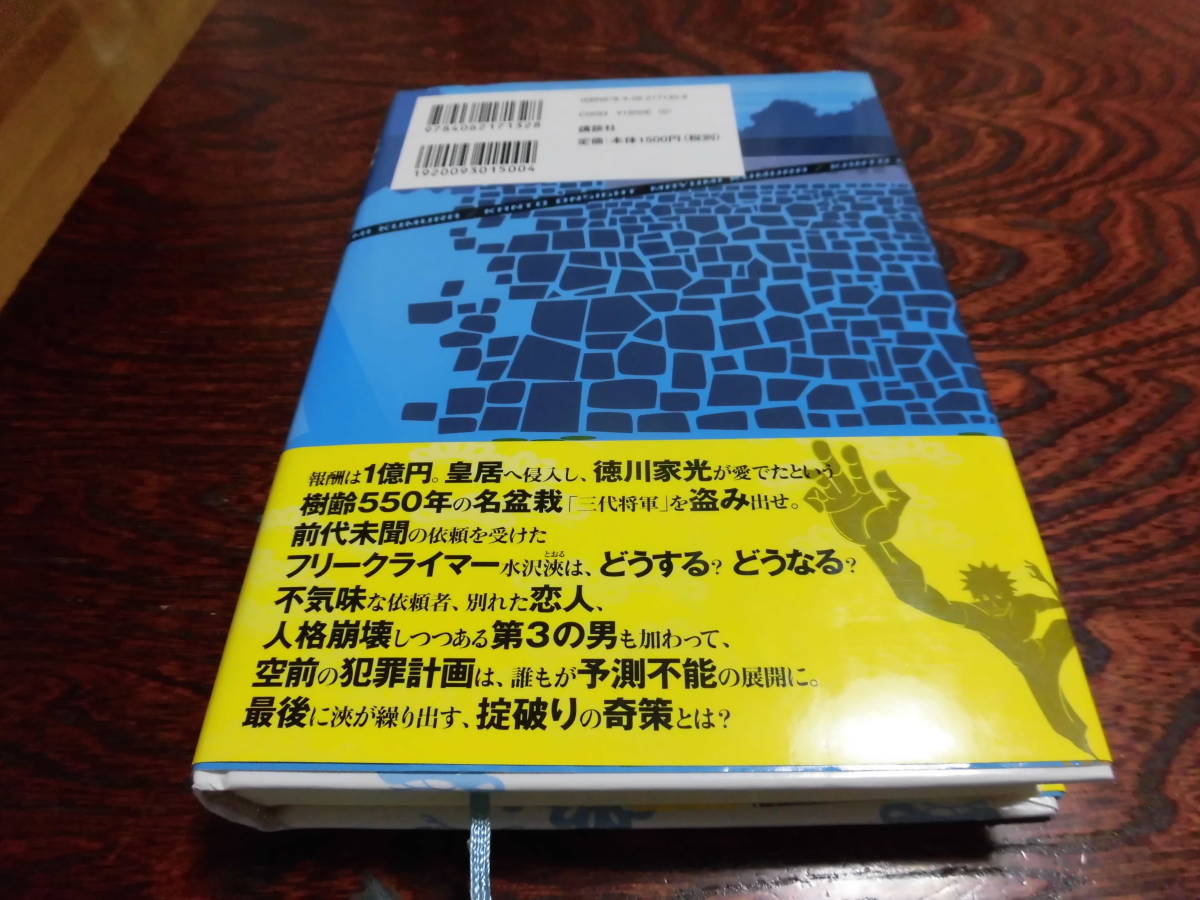 9784062171328
1920093015004
講談社
定価：本体1500円(税別)
MI KUMURA / KANTO ONSIGHT MAYUMI
報酬は1億円。皇居へ侵入し、徳川家光が愛でたという
樹齢550年の名盆栽「三代将軍」を盗み出せ。
前代未聞の依頼を受けた
フリークライマー水沢浹は、どうする? どうなる?
とおる
不気味な依頼者、別れた恋人、
人格崩壊しつつある第3の男も加わって、
空前の犯罪計画は、誰もが予測不能の展開に。
最後に浹が繰り出す、掟破りの奇策とは?